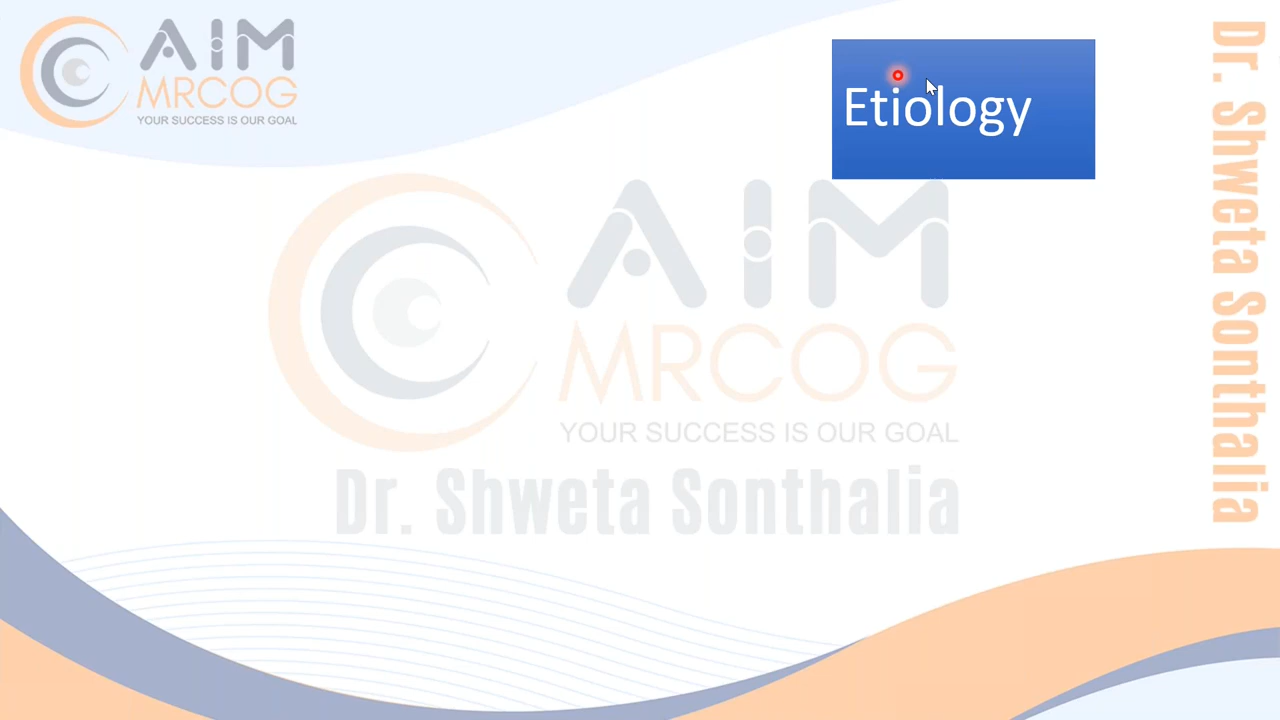 AIM
MRCOG
YOUR SUCCESS IS OUR GOAL
Etiology
AIM
MRCOG
YOUR SUCCESS IS OUR GOAL
Dr. Shweta Sonthalia
Dr. Shweta Sonthalia